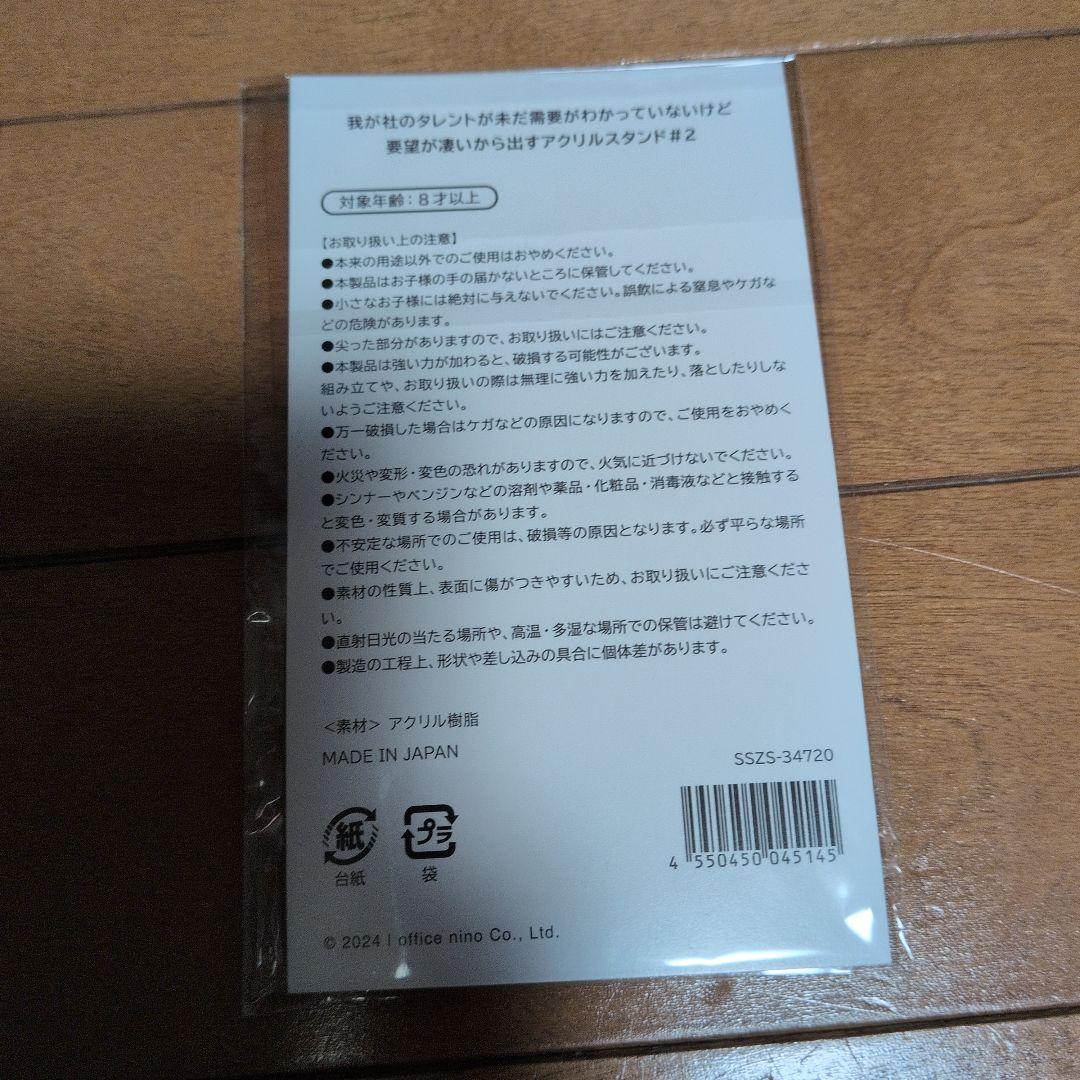 我が社のタレントが未だ需要がわかっていないけど
要望が凄いから出すアクリルスタンド#2
対象年齢：8才以上
【お取り扱い上の注意】
●本来の用途以外でのご使用はおやめください。
●本製品はお子様の手の届かないところに保管してください。
●小さなお子様には絶対に与えないでください。誤飲による窒息やケガな
どの危険があります。
●尖った部分がありますので、お取り扱いにはご注意ください。
●本製品は強い力が加わると、破損する可能性がございます。
組み立てや、お取り扱いの際は無理に強い力を加えたり、落としたりしな
いようご注意ください。
●万一破損した場合はケガなどの原因になりますので、ご使用をおやめく
ださい。
●火災や変形・変色の恐れがありますので、火気に近づけないでください。
●シンナーやベンジンなどの溶剤や薬品・化粧品・消毒液などと接触する
と変色・変質する場合があります。
●不安定な場所でのご使用は、破損等の原因となります。必ず平らな場所
でご使用ください。
●素材の性質上、表面に傷がつきやすいため、お取り扱いにご注意くださ
い。
●直射日光の当たる場所や、高温・多湿な場所での保管は避けてください。
●製造の工程上、形状や差し込みの具合に個体差があります。
＜素材＞ アクリル樹脂
MADE IN JAPAN
SSZS-34720
4 550450 045145
紙
台紙
プラ
袋
© 2024 | office nino Co., Ltd.